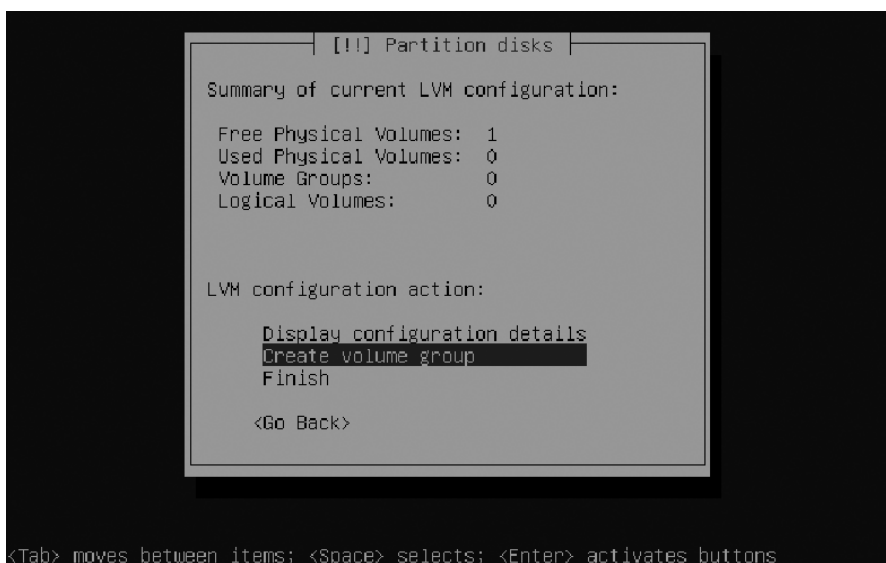 [!!] Partition disks
Summary of current LVM configuration:
Free Physical Volumes: 1
Used Physical Volumes: 0
Volume Groups: 0
Logical Volumes: 0
LVM configuration action:
Display configuration details
Create volume group
Finish
<Go Back>
<Tab> moves between items; <Space> selects; <Enter> activates buttons